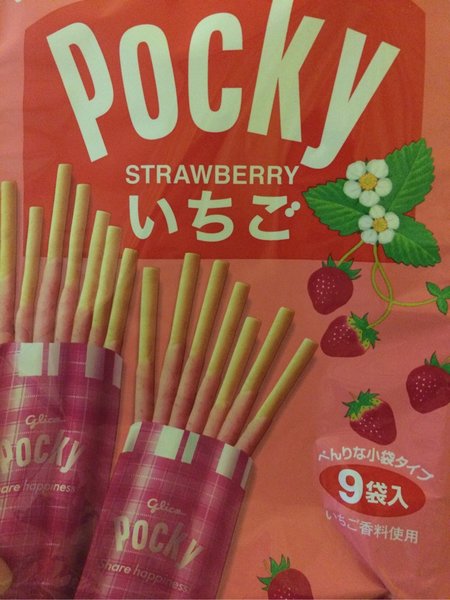 Pocky
STRAWBERRY
いちご
Glico
Pocky
Share happiness
Glico
Pocky
Share happiness
べんりな小袋タイプ
9袋入
いちご香料使用